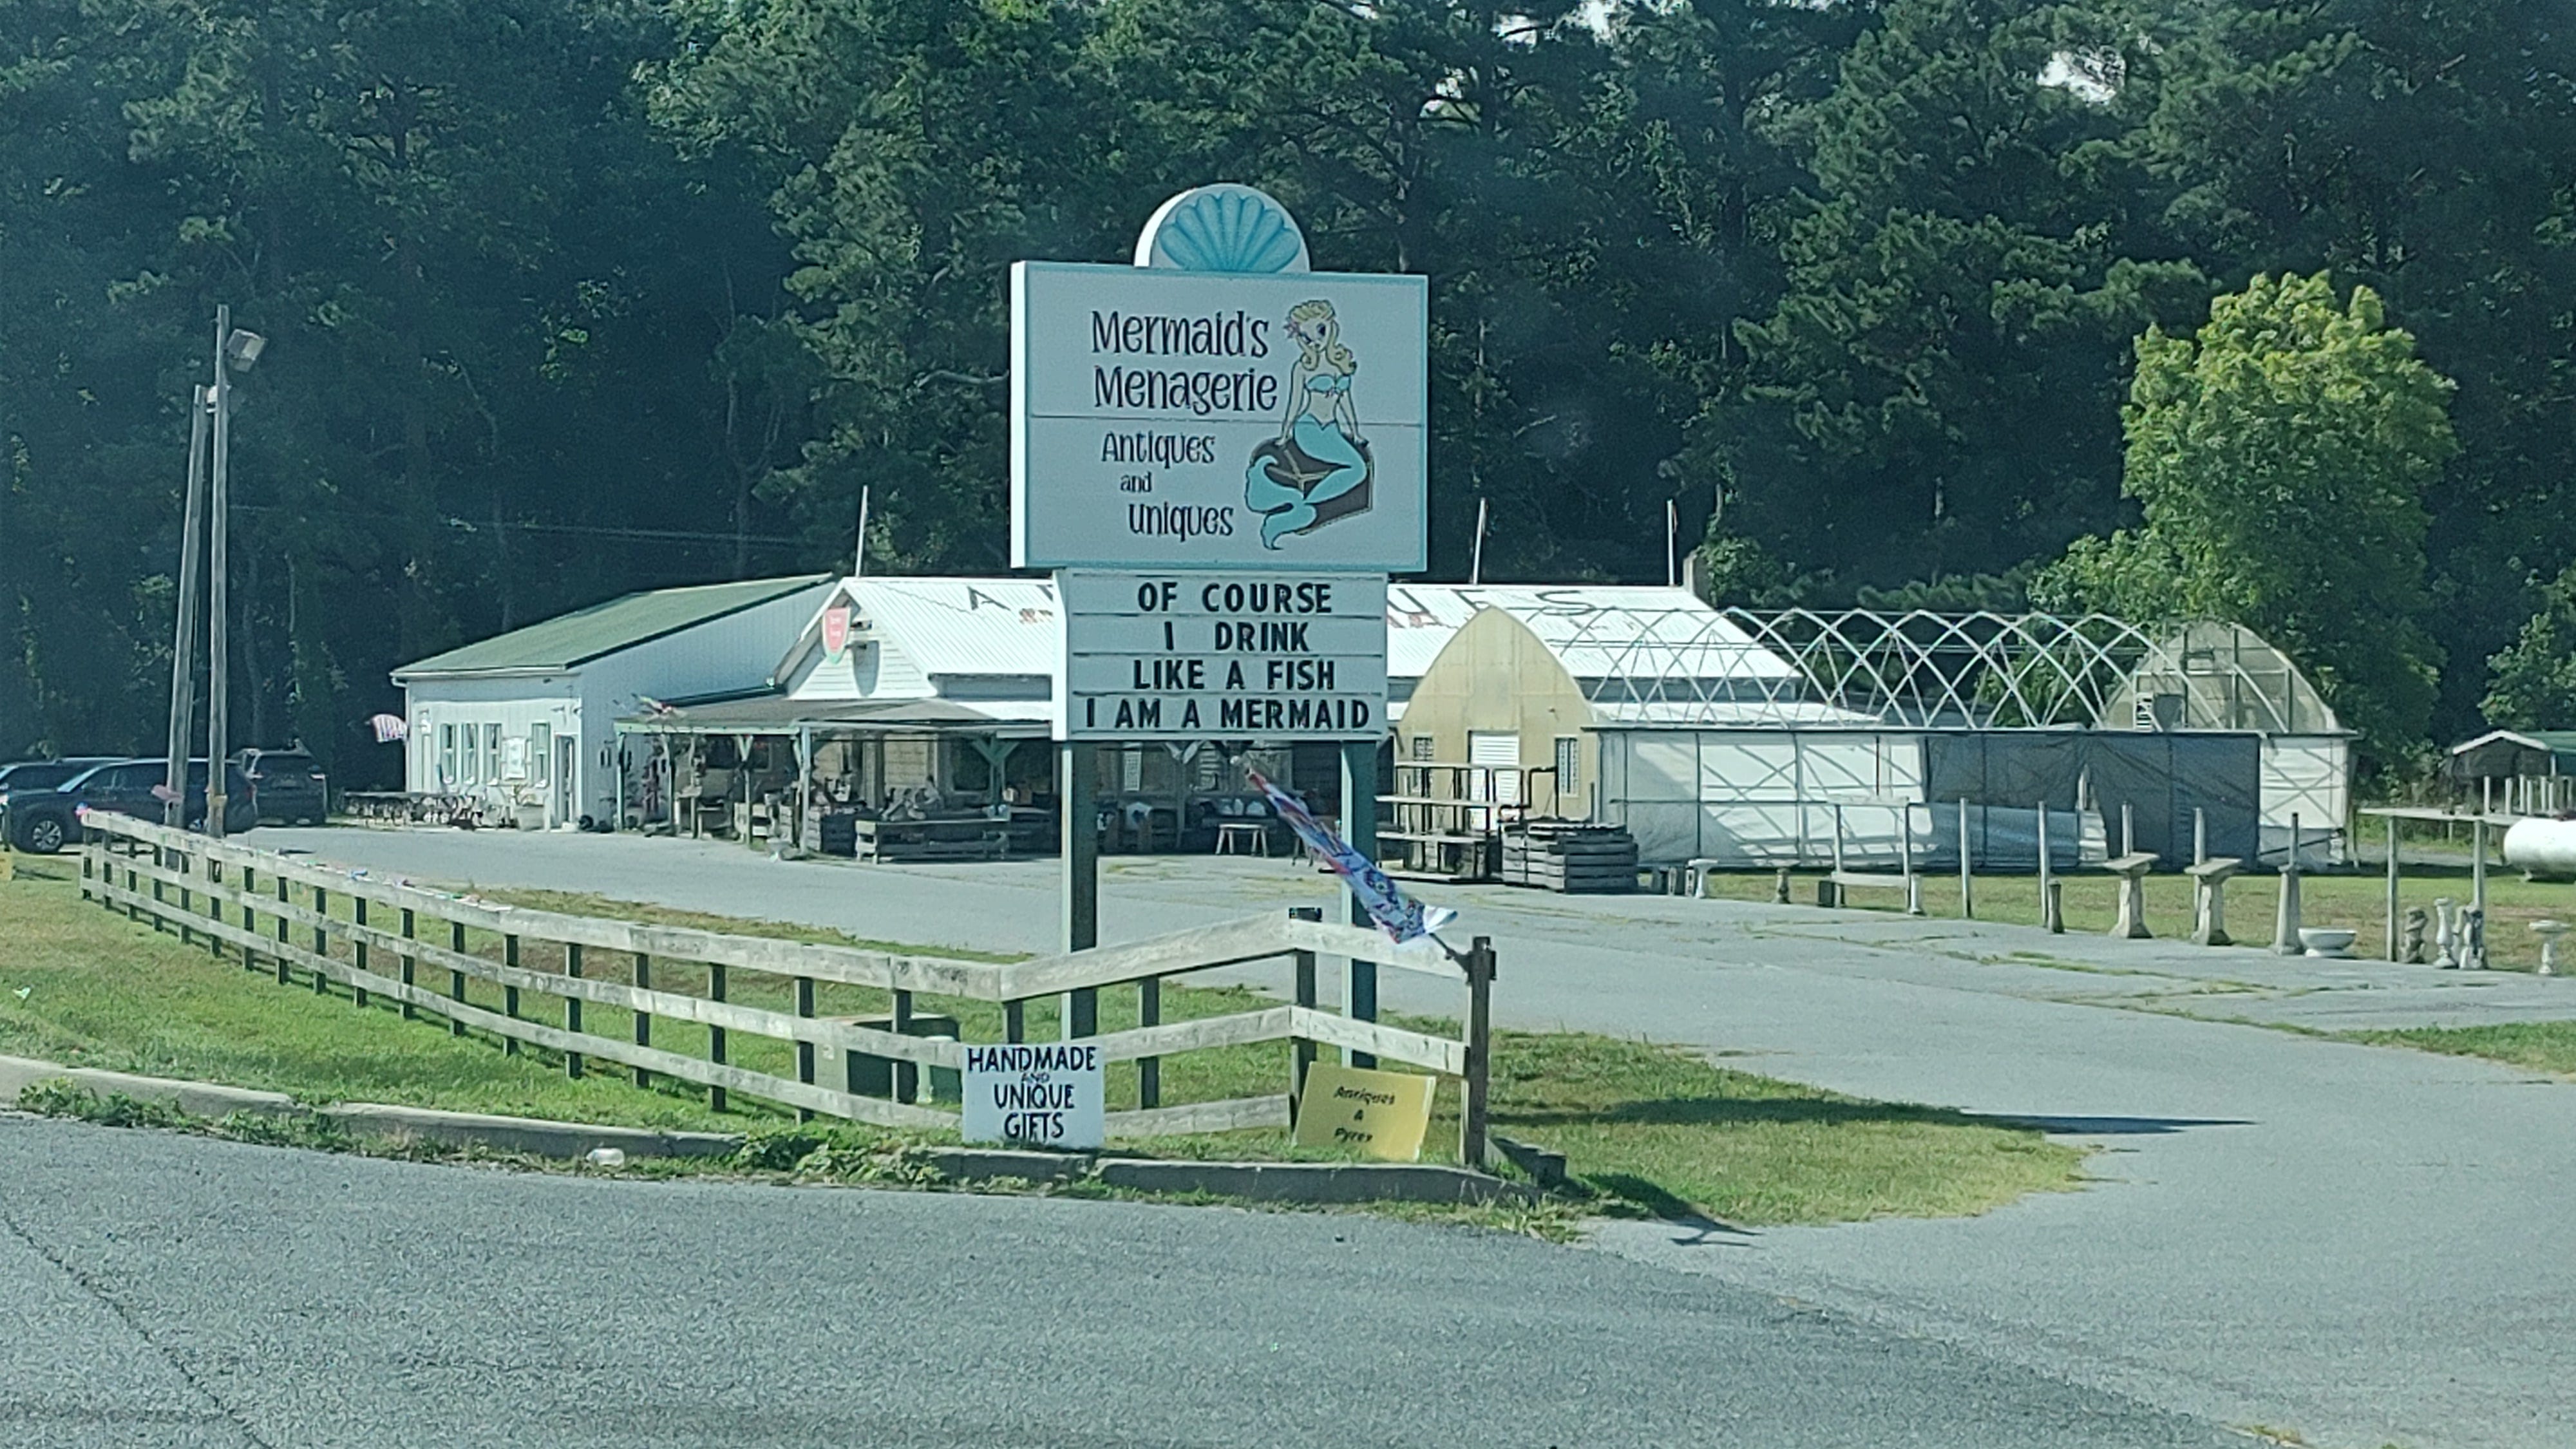 Mermaid's
Menagerie
Antiques
and
Uniques
OF COURSE
I DRINK
LIKE A FISH
I AM A MERMAID
HANDMADE
AND
UNIQUE
GIFTS
Antiques
&
Pyrex